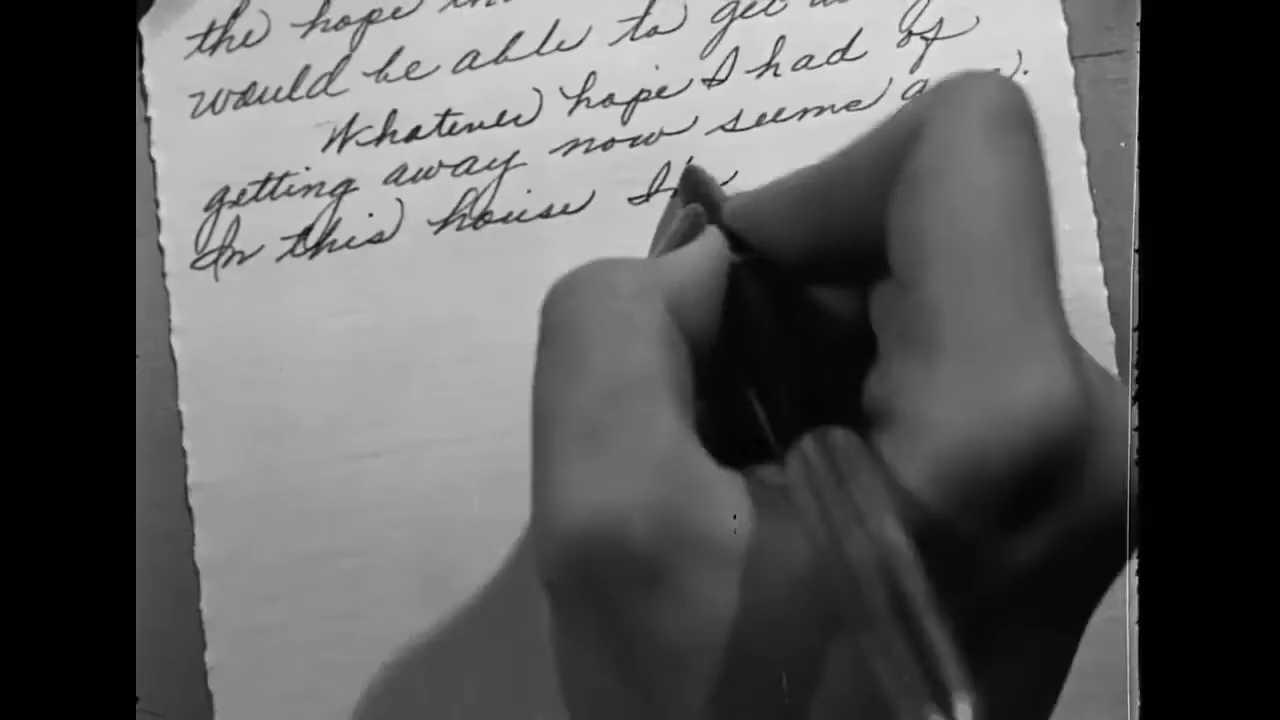 the hope
would be able to get
Whatever hope I had of
getting away now seems
In this house